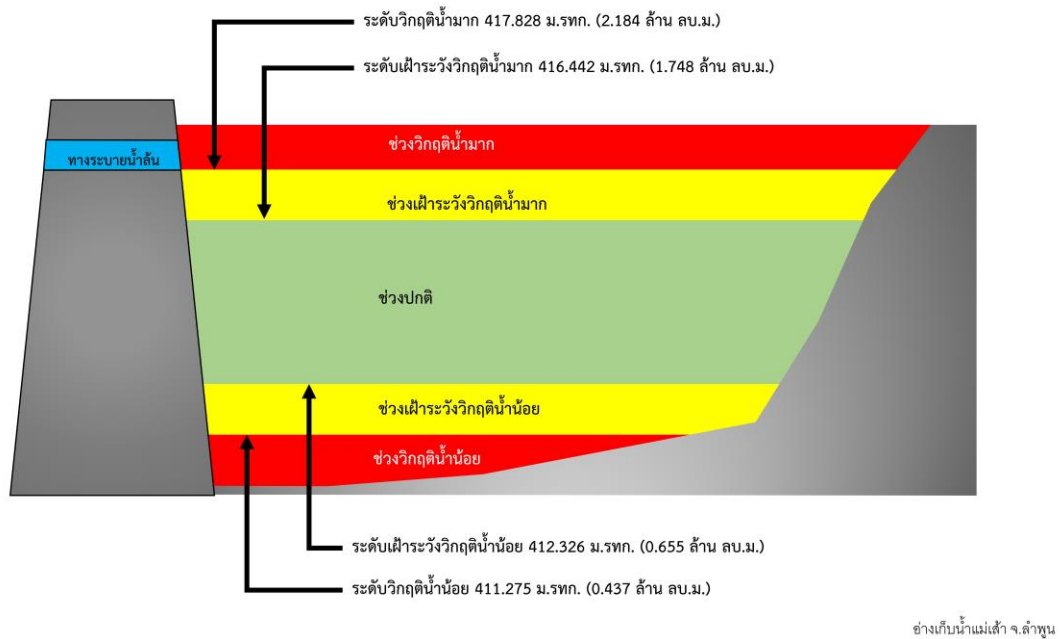 ระดับวิกฤติน้ำมาก 417.828 ม.รทก. (2.184 ล้าน ลบ.ม.)
ระดับเฝ้าระวังวิกฤติน้ำมาก 416.442 ม.รทก. (1.748 ล้าน ลบ.ม.)
ช่วงวิกฤติน้ำมาก
ทางระบายน้ำล้น
ช่วงเฝ้าระวังวิกฤติน้ำมาก
ช่วงปกติ
ช่วงเฝ้าระวังวิกฤติน้ำน้อย
ช่วงวิกฤติน้ำน้อย
ระดับเฝ้าระวังวิกฤติน้ำน้อย 412.326 ม.รทก. (0.655 ล้าน ลบ.ม.)
ระดับวิกฤติน้ำน้อย 411.275 ม.รทก. (0.437 ล้าน ลบ.ม.)
อ่างเก็บน้ำแม่เส้า จ.ลำพูน